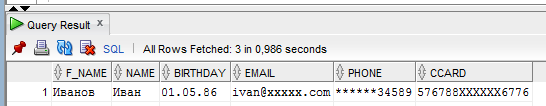 Query Result x
SQL | All Rows Fetched: 3 in 0,986 seconds
F_NAME NAME BIRTHDAY EMAIL PHONE CCARD
1 Иванов Иван 01.05.86 ivan@xxxxx.com ******34589 576788XXXXXX6776